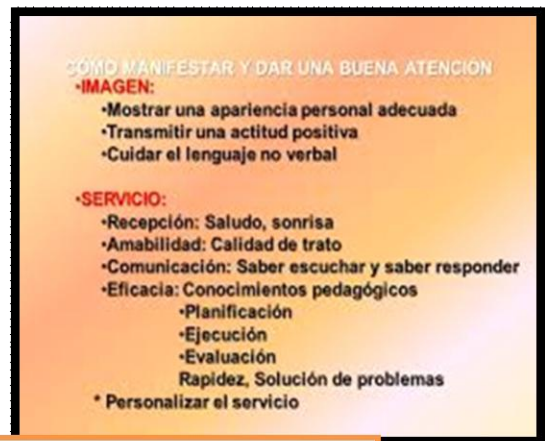 CÓMO MANIFESTAR Y DAR UNA BUENA ATENCIÓN
•IMAGEN:
•Mostrar una apariencia personal adecuada
•Transmitir una actitud positiva
•Cuidar el lenguaje no verbal
•SERVICIO:
•Recepción: Saludo, sonrisa
•Amabilidad: Calidad de trato
•Comunicación: Saber escuchar y saber responder
•Eficacia: Conocimientos pedagógicos
•Planificación
•Ejecución
•Evaluación
Rapidez, Solución de problemas
* Personalizar el servicio